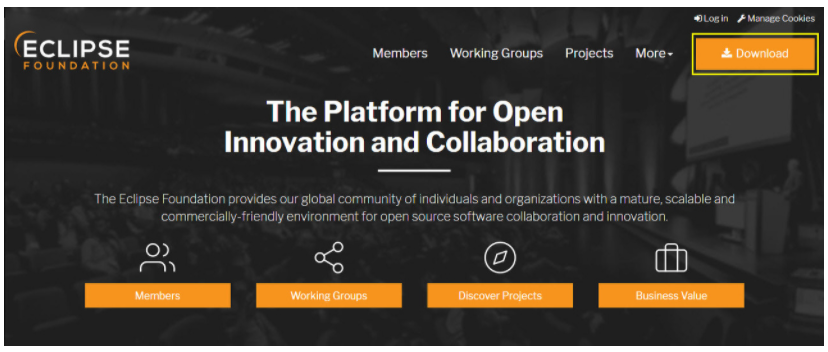 Log in Manage Cookies
ECLIPSE
FOUNDATION
Members Working Groups Projects More Download
The Platform for Open
Innovation and Collaboration
The Eclipse Foundation provides our global community of individuals and organizations with a mature, scalable and
commercially-friendly environment for open source software collaboration and innovation.
Members Working Groups Discover Projects Business Value